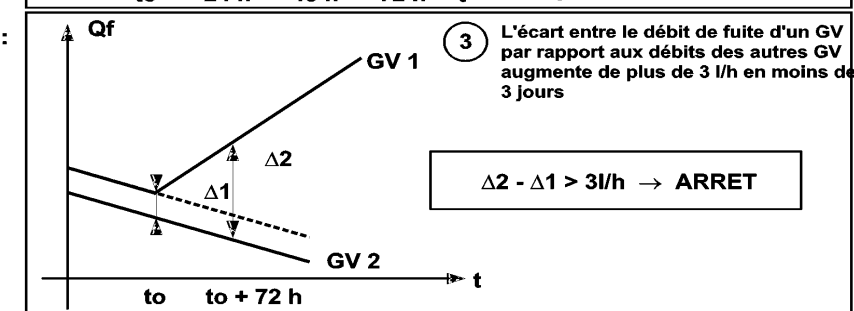 :
Qf
3
L'écart entre le débit de fuite d'un GV
par rapport aux débits des autres GV
augmente de plus de 3 l/h en moins de
3 jours
GV 1
Δ2
Δ1
Δ2 - Δ1 > 3l/h → ARRET
GV 2
t
to
to + 72 h